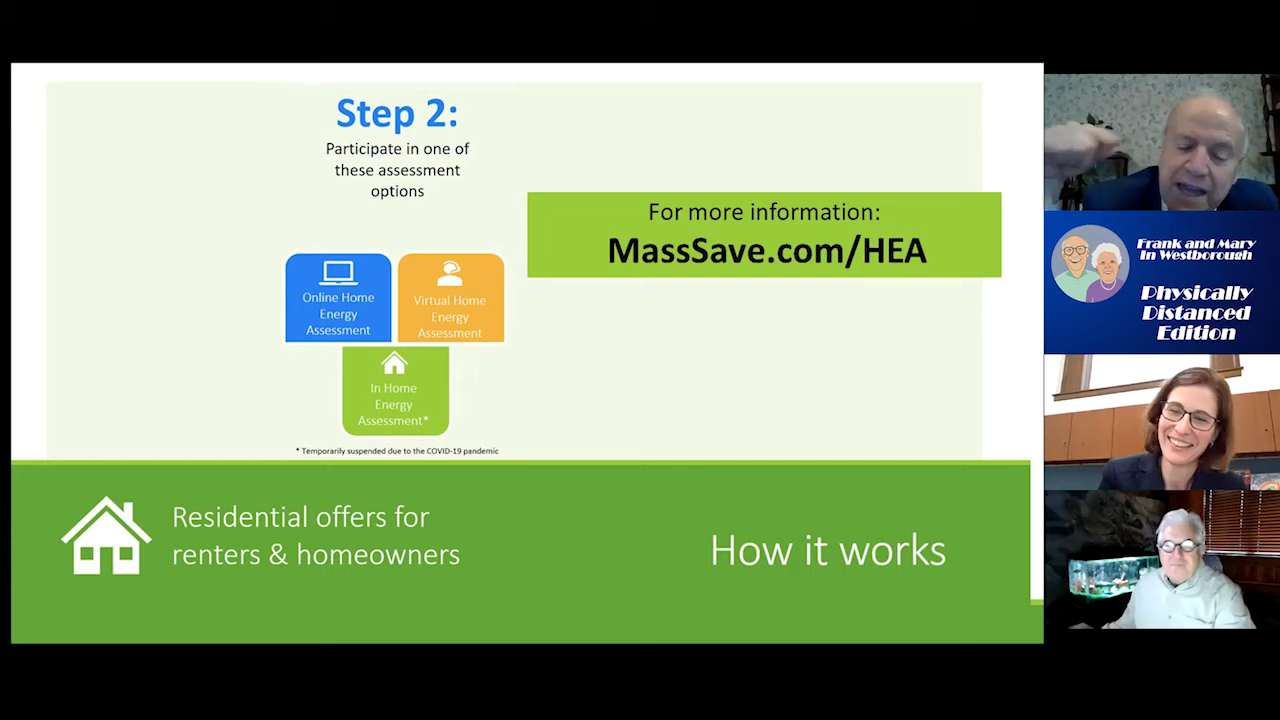 Step 2:
Participate in one of
these assessment
options
For more information:
MassSave.com/HEA
Online Home
Energy
Assessment
Virtual Home
Energy
Assessment
In Home
Energy
Assessment*
* Temporarily suspended due to the COVID-19 pandemic
Residential offers for
renters & homeowners
How it works
Frank and Mary
In Westborough
Physically
Distanced
Edition